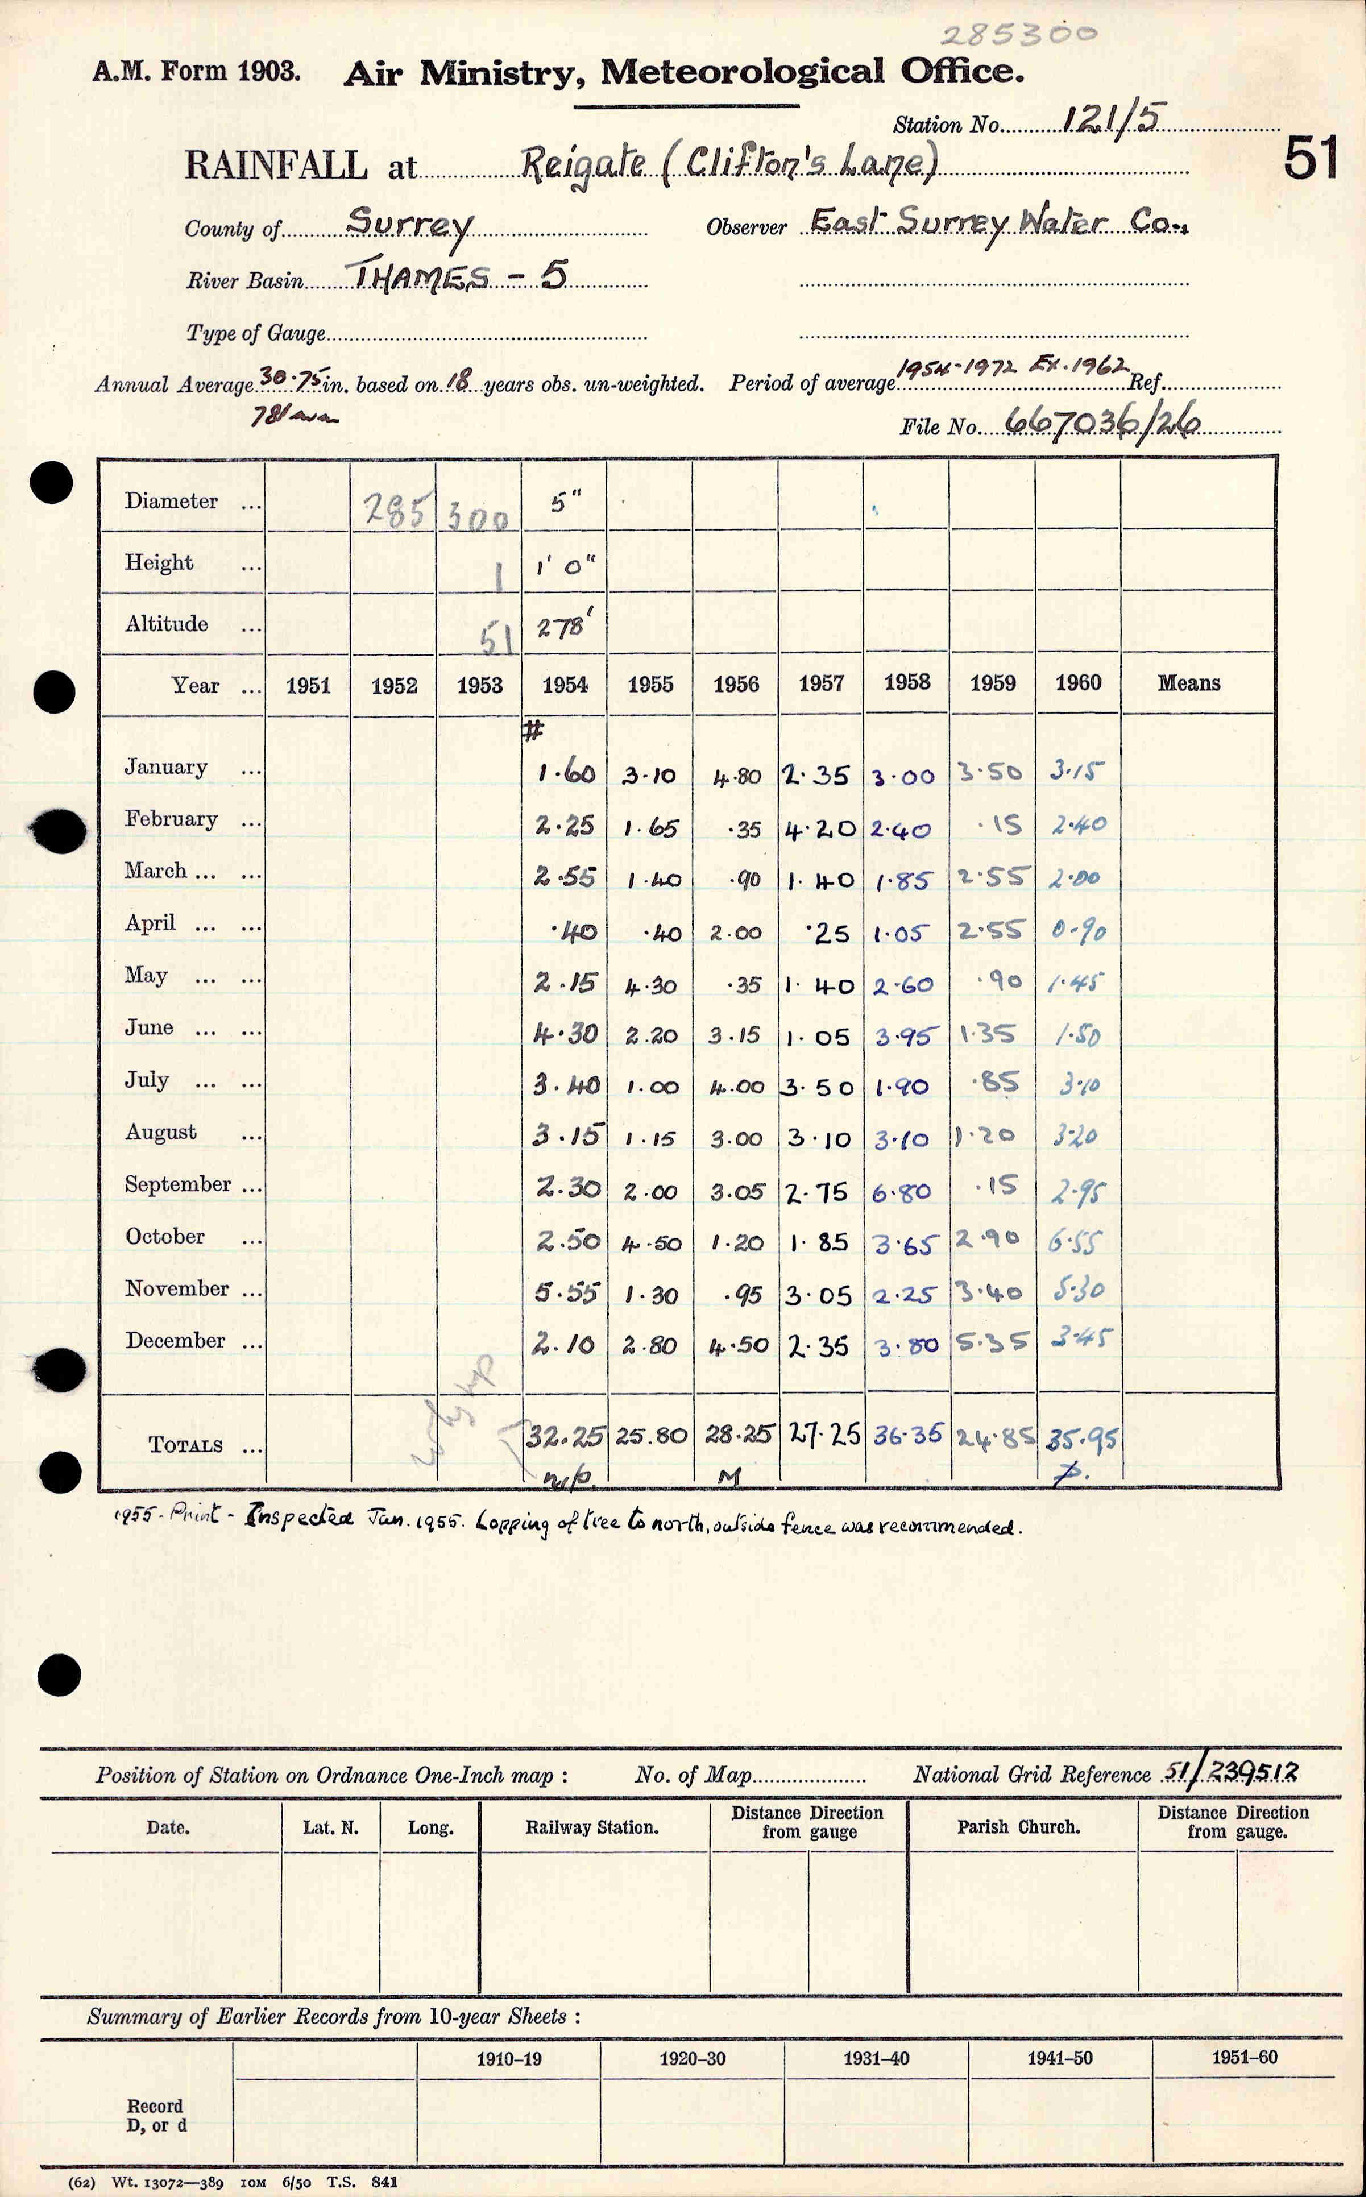 285300
A.M. Form 1903. Air Ministry, Meteorological Office.
Station No. 121/5
51
RAINFALL at Reigate (Clifton's Lane)
County of Surrey Observer East Surrey Water Co.,
River Basin THAMES - 5
Type of Gauge
Annual Average 30.75 in. based on 18 years obs. un-weighted. Period of average 1954-1972 Ex. 1962 Ref.
781 mm
File No. 667036/26
Diameter ... 285 300 5"
Height ... 1 1' 0"
Altitude ... 51 278'
Year ... 1951 1952 1953 1954 1955 1956 1957 1958 1959 1960 Means
#
January ... 1.60 3.10 4.80 2.35 3.00 3.50 3.15
February ... 2.25 1.65 .35 4.20 2.40 .15 2.40
March ... ... 2.55 1.40 .90 1.40 1.85 2.55 2.00
April ... ... .40 .40 2.00 .25 1.05 2.55 0.90
May ... ... 2.15 4.30 .35 1.40 2.60 .90 1.45
June ... ... 4.30 2.20 3.15 1.05 3.95 1.35 1.50
July ... ... 3.40 1.00 4.00 3.50 1.90 .85 3.10
August ... 3.15 1.15 3.00 3.10 3.10 1.20 3.20
September ... 2.30 2.00 3.05 2.75 6.80 .15 2.95
October ... 2.50 4.50 1.20 1.85 3.65 2.90 6.55
November ... 5.55 1.30 .95 3.05 2.25 3.40 5.30
December ... 2.10 2.80 4.50 2.35 3.80 5.35 3.45
TOTALS ... 32.25 25.80 28.25 27.25 36.35 24.85 35.95
n/p. M p.
1955 - Print - Inspected Jan. 1955. Lopping of tree to north, outside fence was recommended.
Position of Station on Ordnance One-Inch map : No. of Map National Grid Reference 51/239512
Date. Lat. N. Long. Railway Station. Distance Direction from gauge Parish Church. Distance Direction from gauge.
Summary of Earlier Records from 10-year Sheets :
1910-19 1920-30 1931-40 1941-50 1951-60
Record
D, or d
(62) Wt. 13072—389 10M 6/50 T.S. 841